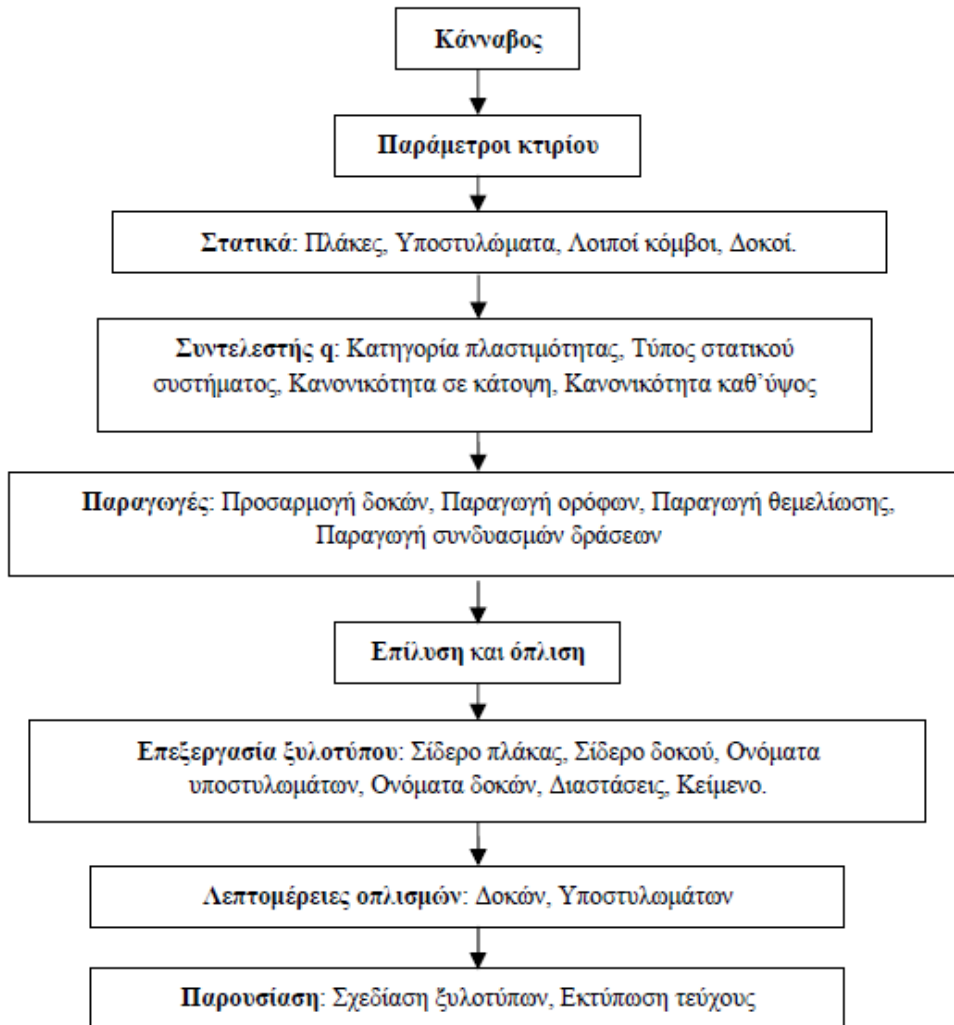 Κάνναβος
Παράμετροι κτιρίου
Στατικά: Πλάκες, Υποστυλώματα, Λοιποί κόμβοι, Δοκοί.
Συντελεστής q: Κατηγορία πλαστιμότητας, Τύπος στατικού
συστήματος, Κανονικότητα σε κάτοψη, Κανονικότητα καθ’ύψος
Παραγωγές: Προσαρμογή δοκών, Παραγωγή ορόφων, Παραγωγή θεμελίωσης,
Παραγωγή συνδυασμών δράσεων
Επίλυση και όπλιση
Επεξεργασία ξυλοτύπου: Σίδερο πλάκας, Σίδερο δοκού, Ονόματα
υποστυλωμάτων, Ονόματα δοκών, Διαστάσεις, Κείμενο.
Λεπτομέρειες οπλισμών: Δοκών, Υποστυλωμάτων
Παρουσίαση: Σχεδίαση ξυλοτύπων, Εκτύπωση τεύχους